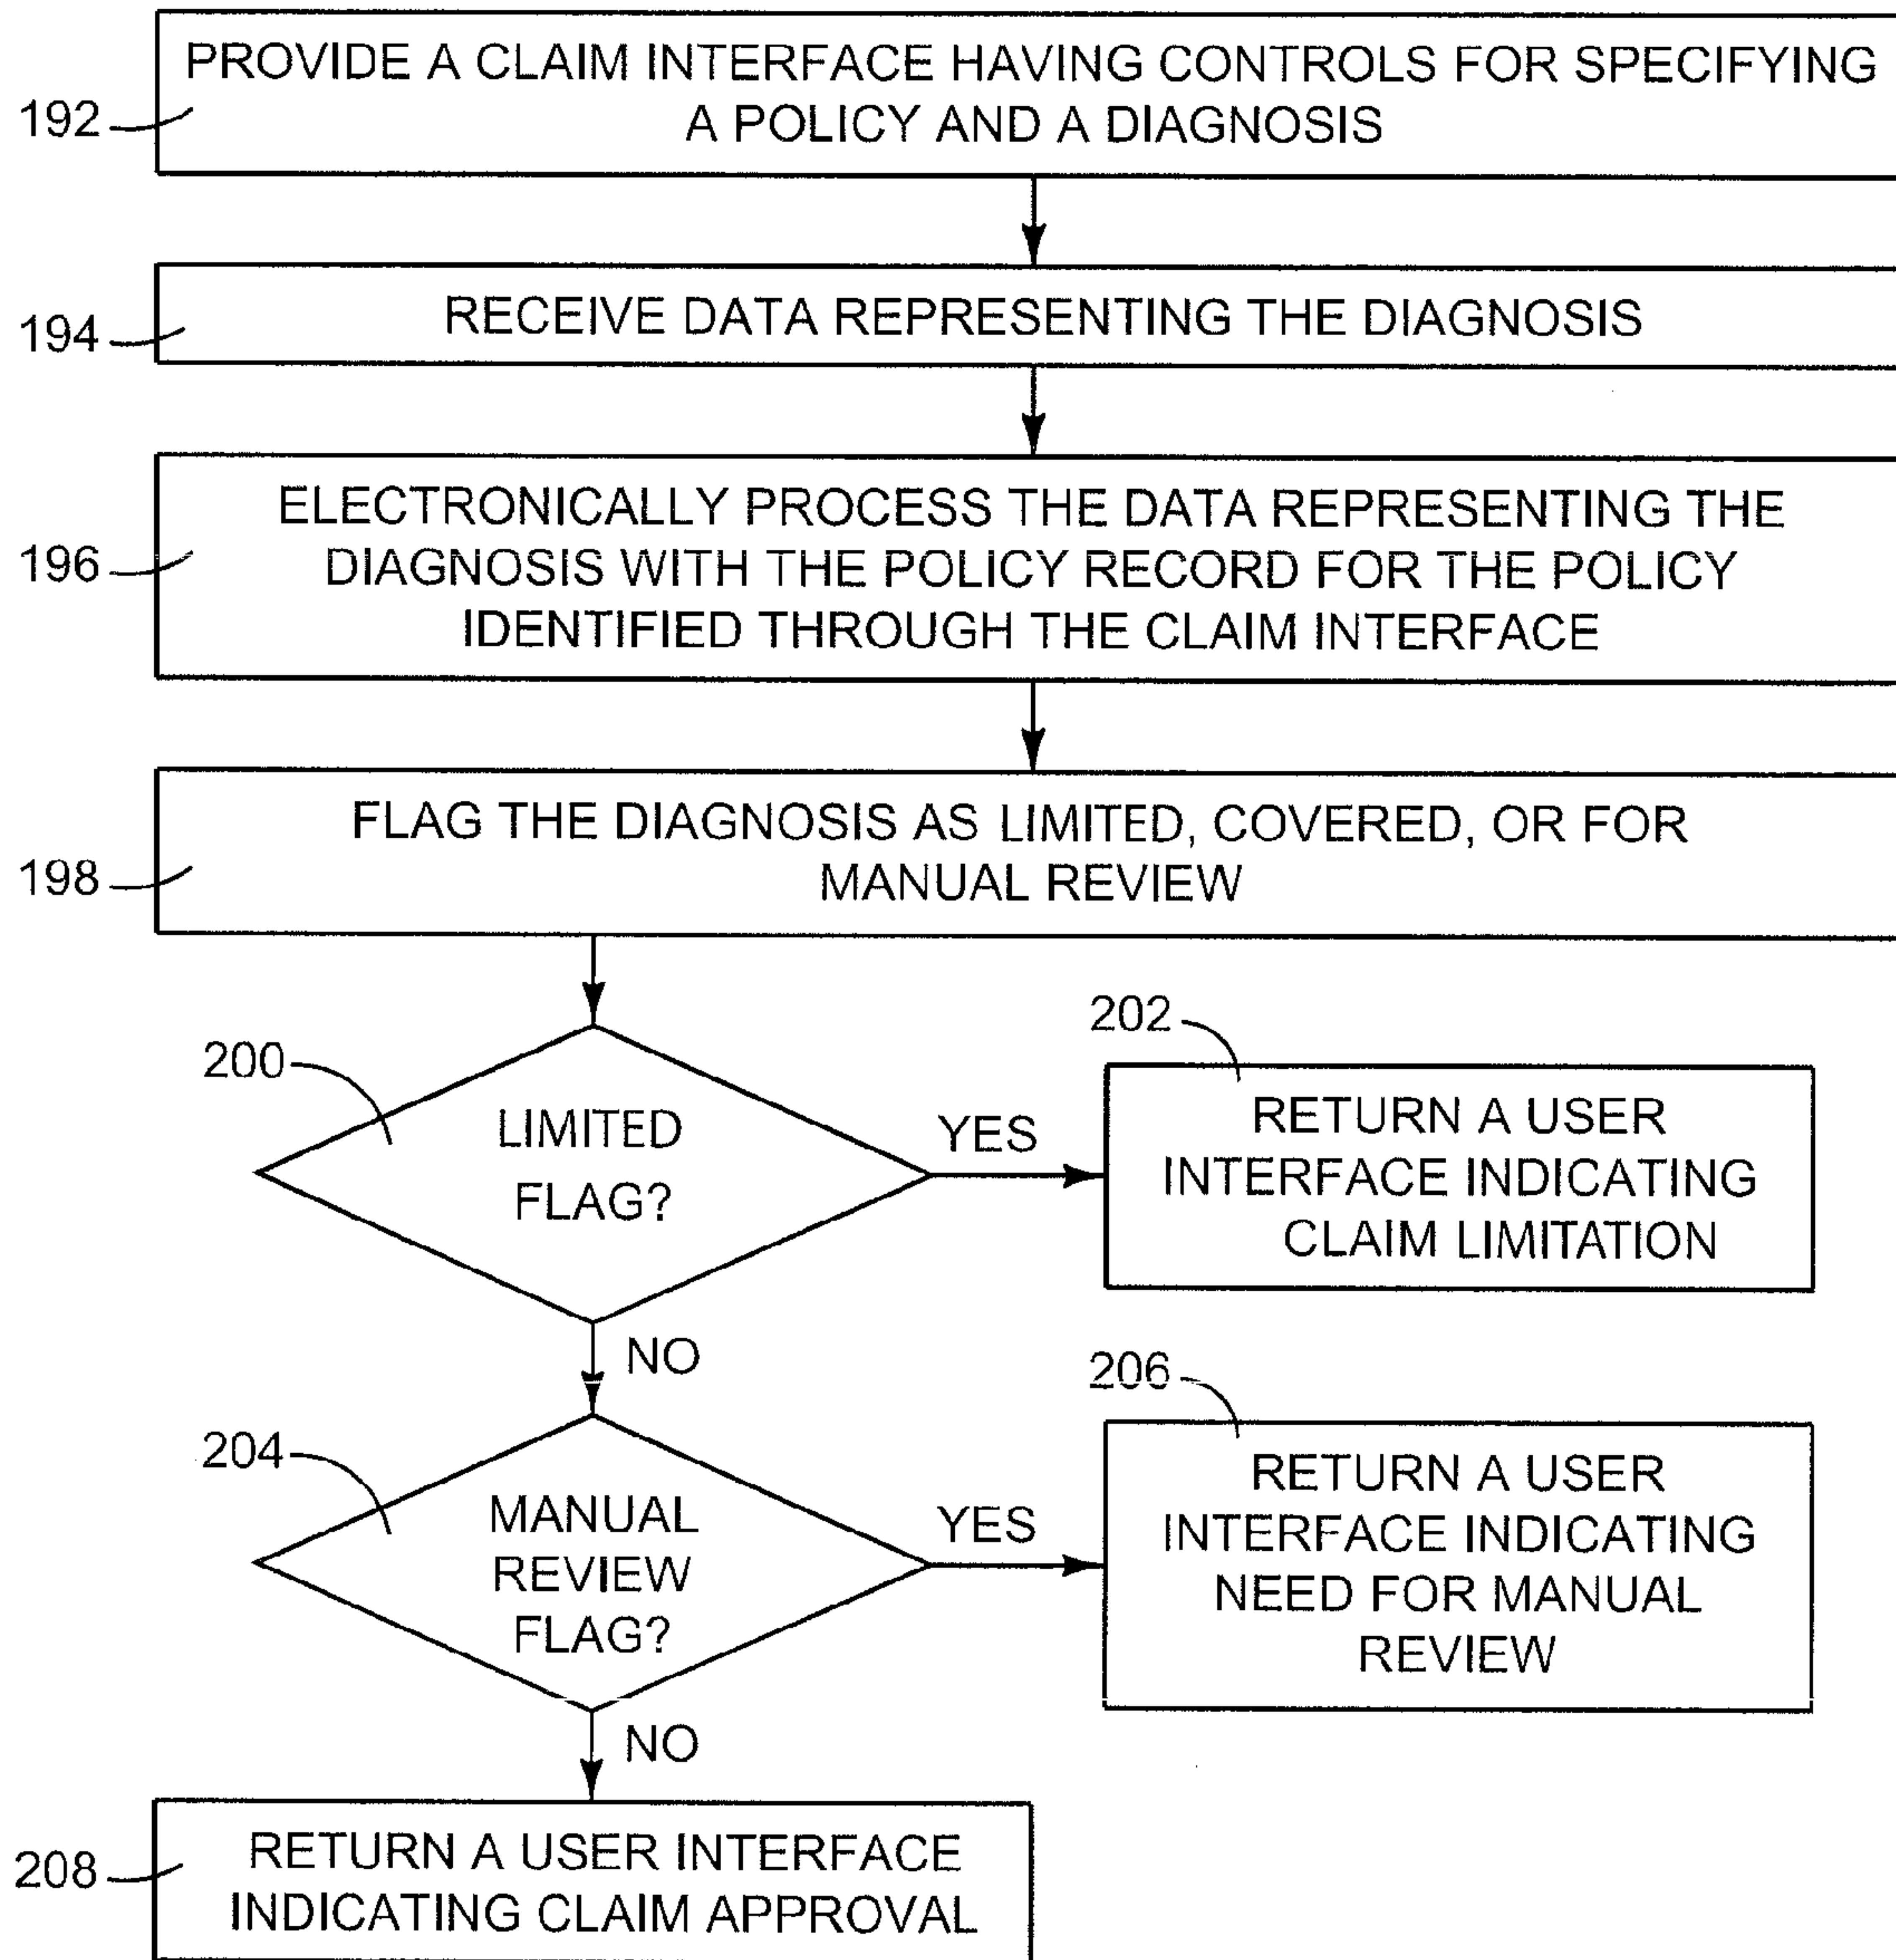 PROVIDE A CLAIM INTERFACE HAVING CONTROLS FOR SPECIFYING
A POLICY AND A DIAGNOSIS
192
RECEIVE DATA REPRESENTING THE DIAGNOSIS
194
ELECTRONICALLY PROCESS THE DATA REPRESENTING THE
DIAGNOSIS WITH THE POLICY RECORD FOR THE POLICY
IDENTIFIED THROUGH THE CLAIM INTERFACE
196
FLAG THE DIAGNOSIS AS LIMITED, COVERED, OR FOR
MANUAL REVIEW
198
200
LIMITED
FLAG?
YES
202
RETURN A USER
INTERFACE INDICATING
CLAIM LIMITATION
NO
204
MANUAL
REVIEW
FLAG?
YES
206
RETURN A USER
INTERFACE INDICATING
NEED FOR MANUAL
REVIEW
NO
208
RETURN A USER INTERFACE
INDICATING CLAIM APPROVAL